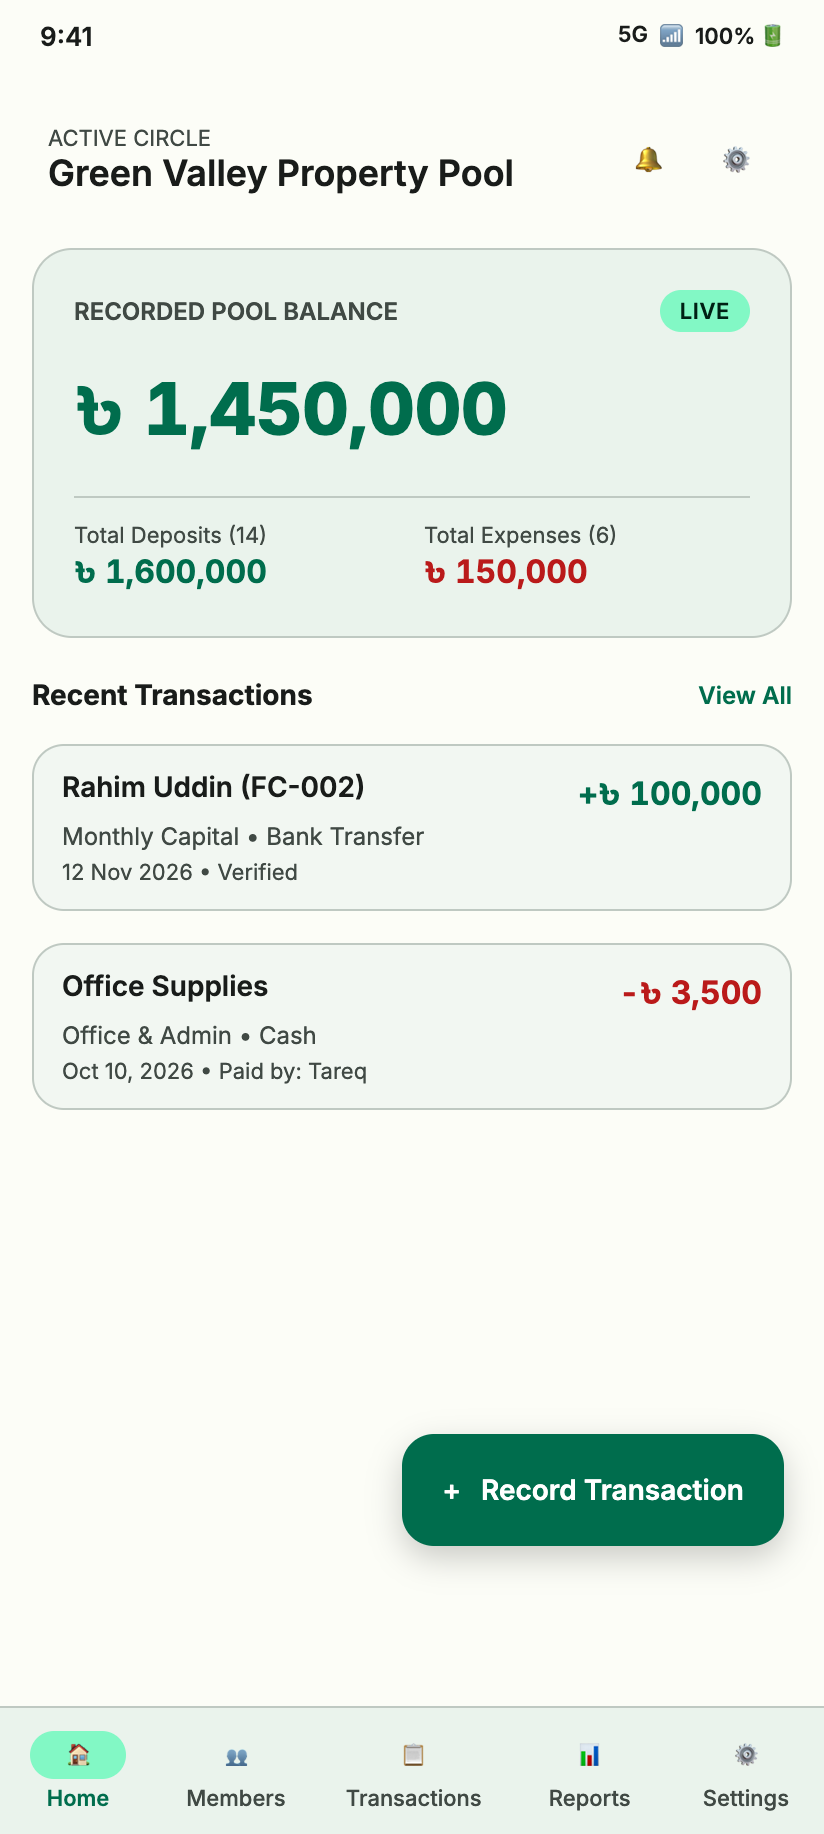 9:41
5G 100%
ACTIVE CIRCLE
Green Valley Property Pool
RECORDED POOL BALANCE
LIVE
৳ 1,450,000
Total Deposits (14)
৳ 1,600,000
Total Expenses (6)
৳ 150,000
Recent Transactions
View All
Rahim Uddin (FC-002)
+৳ 100,000
Monthly Capital • Bank Transfer
12 Nov 2026 • Verified
Office Supplies
-৳ 3,500
Office & Admin • Cash
Oct 10, 2026 • Paid by: Tareq
+ Record Transaction
Home
Members
Transactions
Reports
Settings